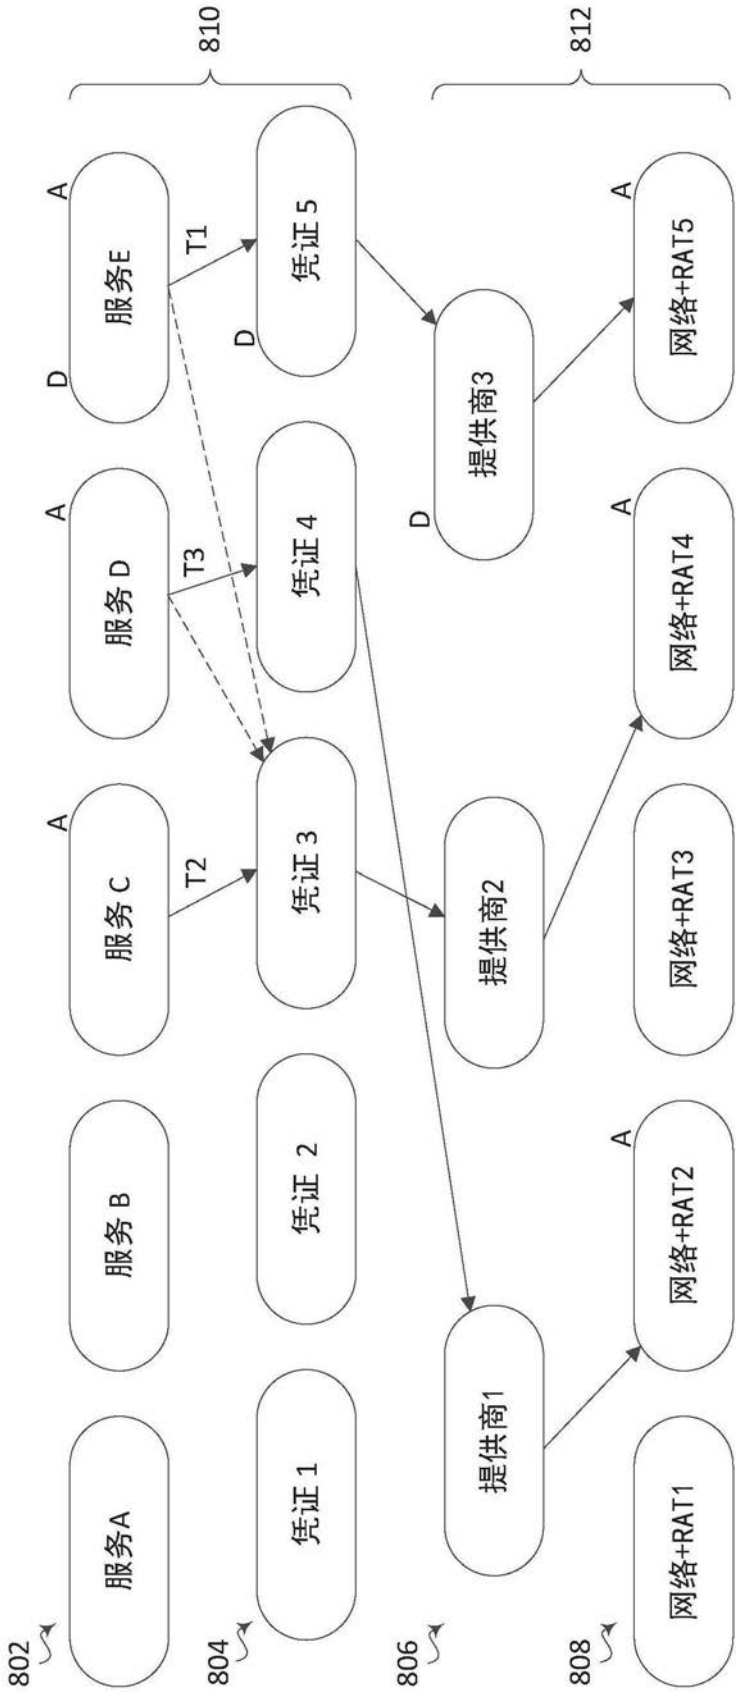 802
服务A
服务 B
服务 C
A
服务 D
A
D
服务E
A
810
T2
T3
T1
804
凭证 1
凭证 2
凭证 3
凭证 4
D
凭证 5
806
提供商1
提供商2
D
提供商3
812
808
网络+RAT1
网络+RAT2
A
网络+RAT3
网络+RAT4
A
网络+RAT5
A